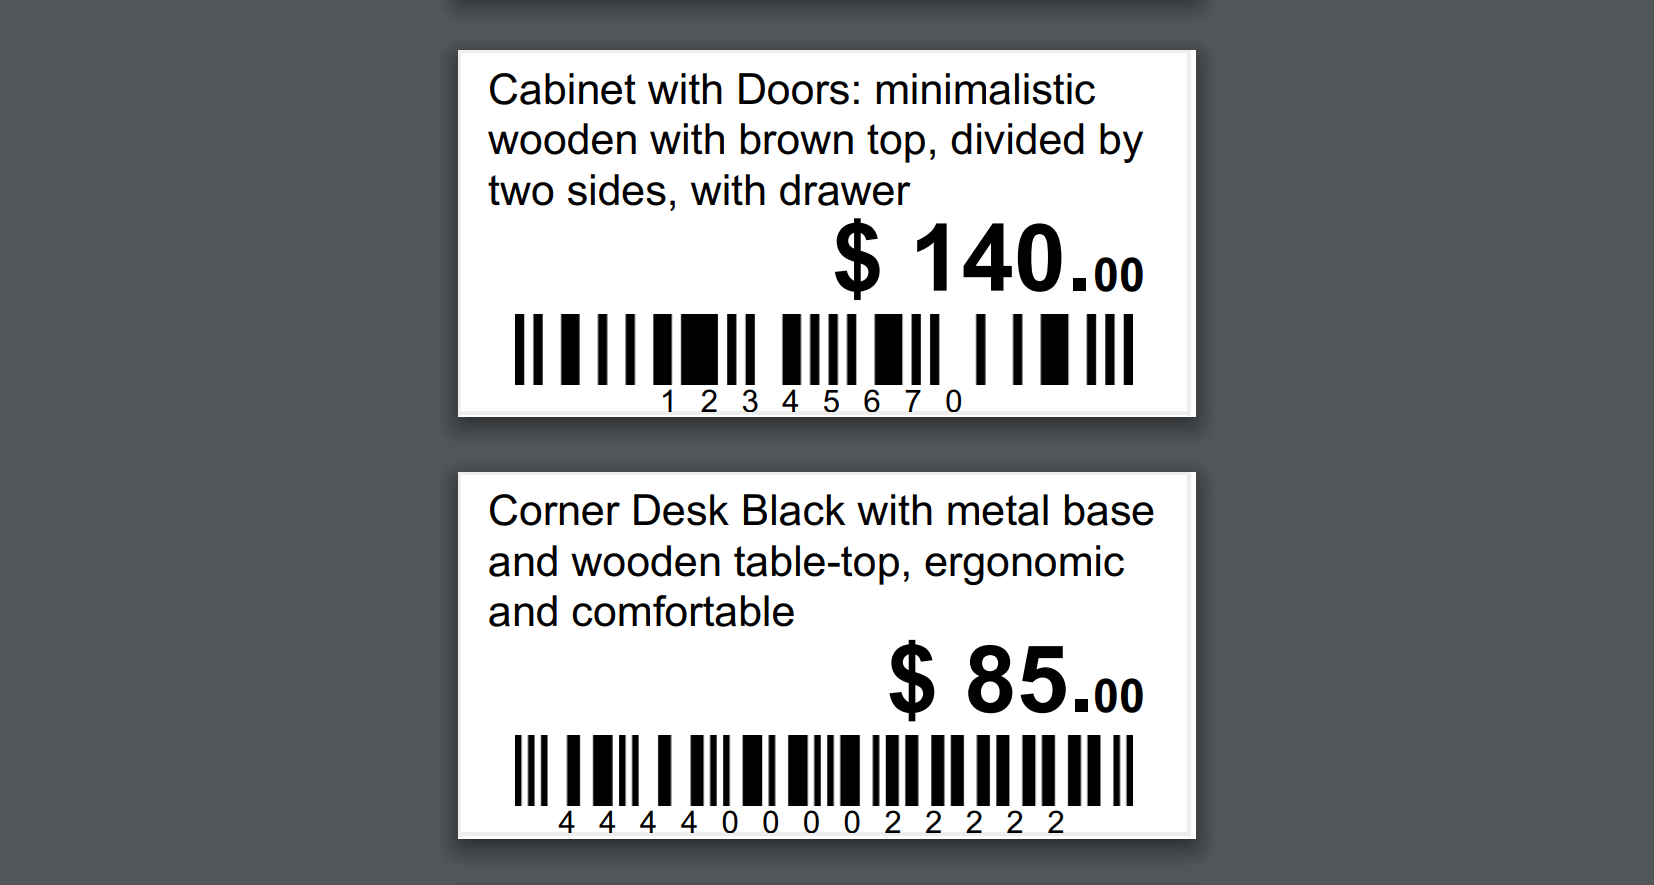 Cabinet with Doors: minimalistic
wooden with brown top, divided by
two sides, with drawer
$ 140.00
1 2 3 4 5 6 7 0
Corner Desk Black with metal base
and wooden table-top, ergonomic
and comfortable
$ 85.00
4 4 4 4 0 0 0 0 2 2 2 2 2